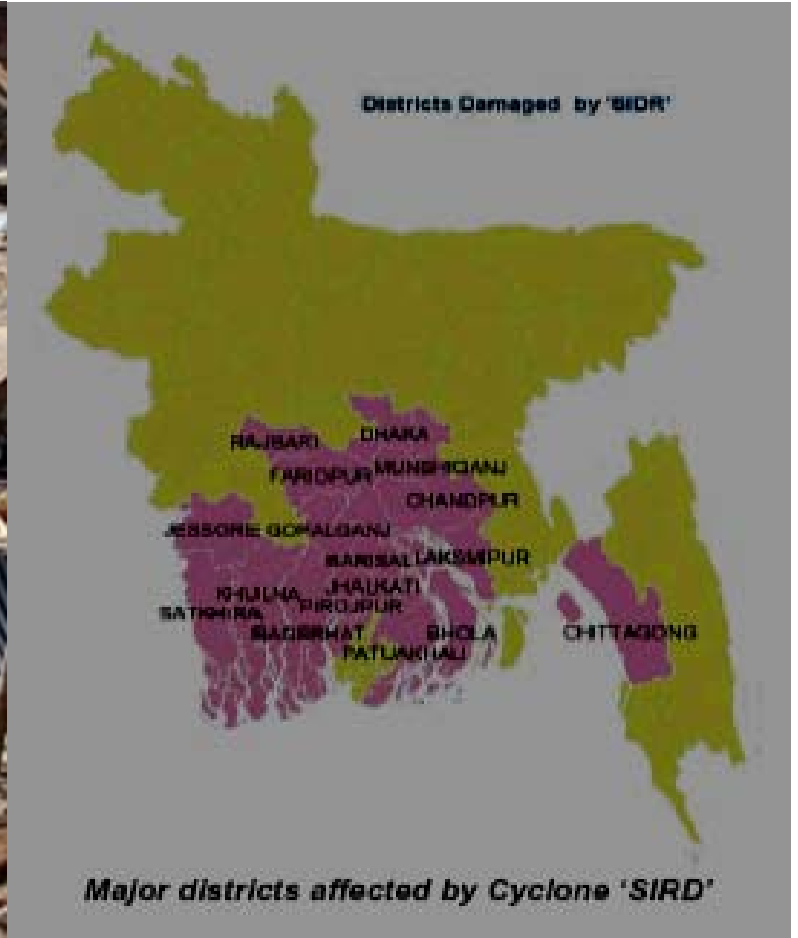 Districts Damaged by 'SIDR'
RAJBARI DHAKA
FARIDPUR MUNSHIGANJ
CHANDPUR
JESSORE GOPALGANJ
BARISAL LAKSMIPUR
KHULNA JHALKATI
SATKHIRA PIROJPUR
BAGERHAT BHOLA CHITTAGONG
PATUAKHALI
Major districts affected by Cyclone 'SIRD'